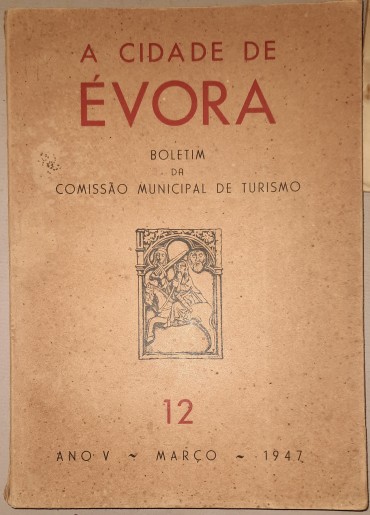 A CIDADE DE
ÉVORA
BOLETIM
DA
COMISSÃO MUNICIPAL DE TURISMO
12
ANO V ~ MARÇO ~ 1947